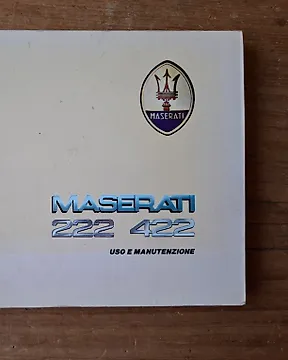 MASERATI
MASERATI
222 422
USO E MANUTENZIONE